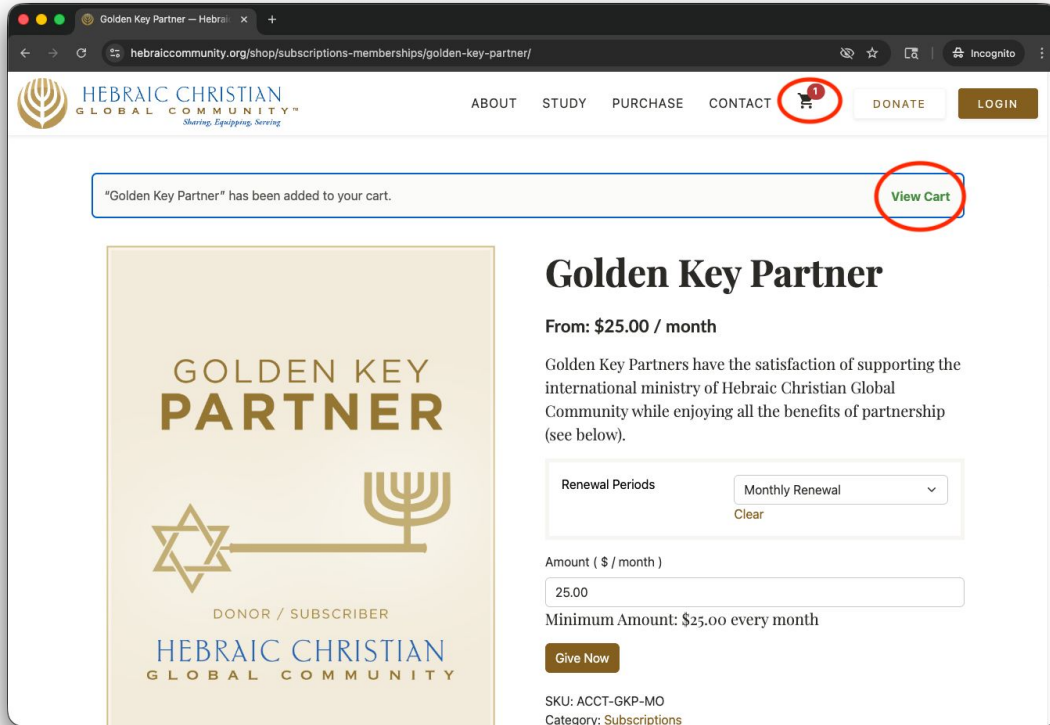 Golden Key Partner — Hebrai
hebraiccommunity.org/shop/subscriptions-memberships/golden-key-partner/
Incognito
HEBRAIC CHRISTIAN
GLOBAL COMMUNITY™
Sharing, Equipping, Serving
ABOUT STUDY PURCHASE CONTACT 1 DONATE LOGIN
“Golden Key Partner” has been added to your cart. View Cart
GOLDEN KEY
PARTNER
DONOR / SUBSCRIBER
HEBRAIC CHRISTIAN
GLOBAL COMMUNITY
Golden Key Partner
From: $25.00 / month
Golden Key Partners have the satisfaction of supporting the
international ministry of Hebraic Christian Global
Community while enjoying all the benefits of partnership
(see below).
Renewal Periods Monthly Renewal
Clear
Amount ( $ / month )
25.00
Minimum Amount: $25.00 every month
Give Now
SKU: ACCT-GKP-MO
Category: Subscriptions